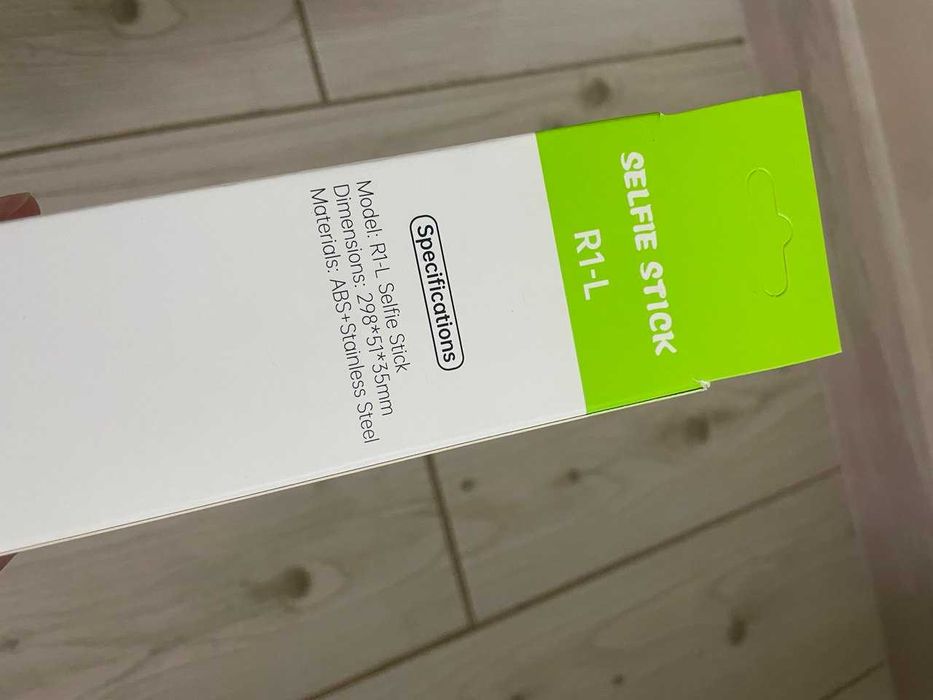 SELFIE STICK
R1-L
Specifications
Model: R1-L Selfie Stick
Dimensions: 298*51*35mm
Materials: ABS+Stainless Steel